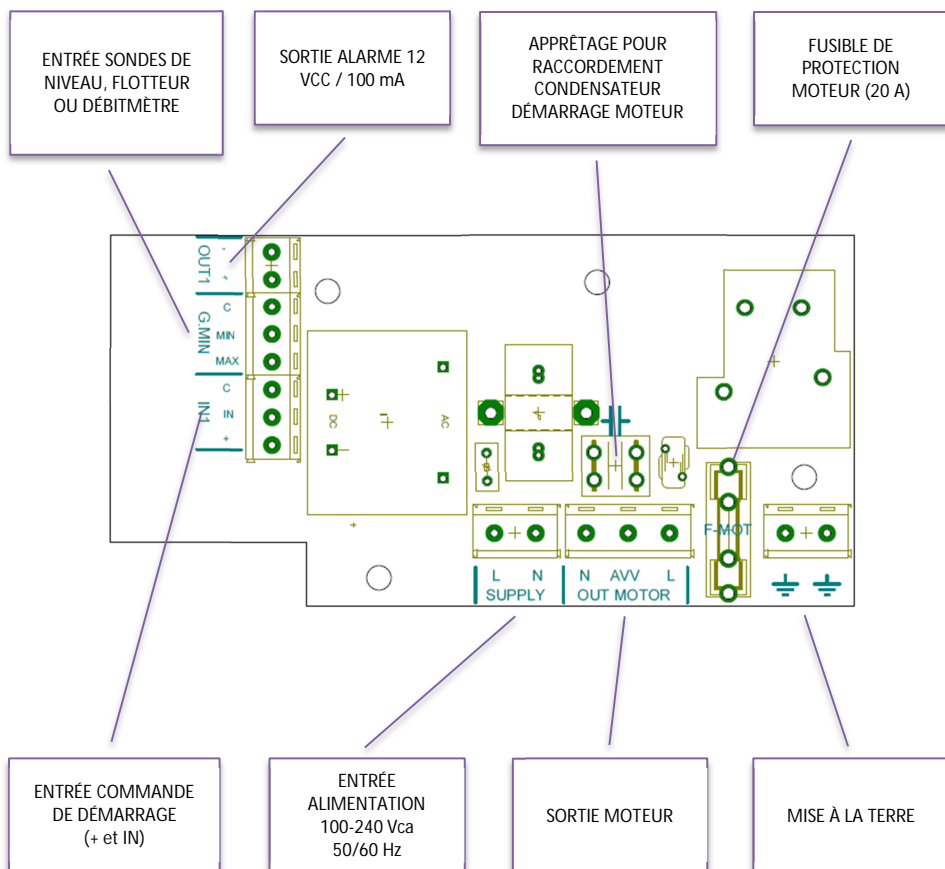 ENTRÉE SONDES DE
NIVEAU, FLOTTEUR
OU DÉBITMÈTRE
SORTIE ALARME 12
VCC / 100 mA
APPRÊTAGE POUR
RACCORDEMENT
CONDENSATEUR
DÉMARRAGE MOTEUR
FUSIBLE DE
PROTECTION
MOTEUR (20 A)
OUT1
-
+
G.MIN
C
MIN
MAX
IN1
C
IN
+
DC
AC
F-MOT
L N
SUPPLY
N AVV L
OUT MOTOR
ENTRÉE COMMANDE
DE DÉMARRAGE
(+ et IN)
ENTRÉE
ALIMENTATION
100-240 Vca
50/60 Hz
SORTIE MOTEUR
MISE À LA TERRE